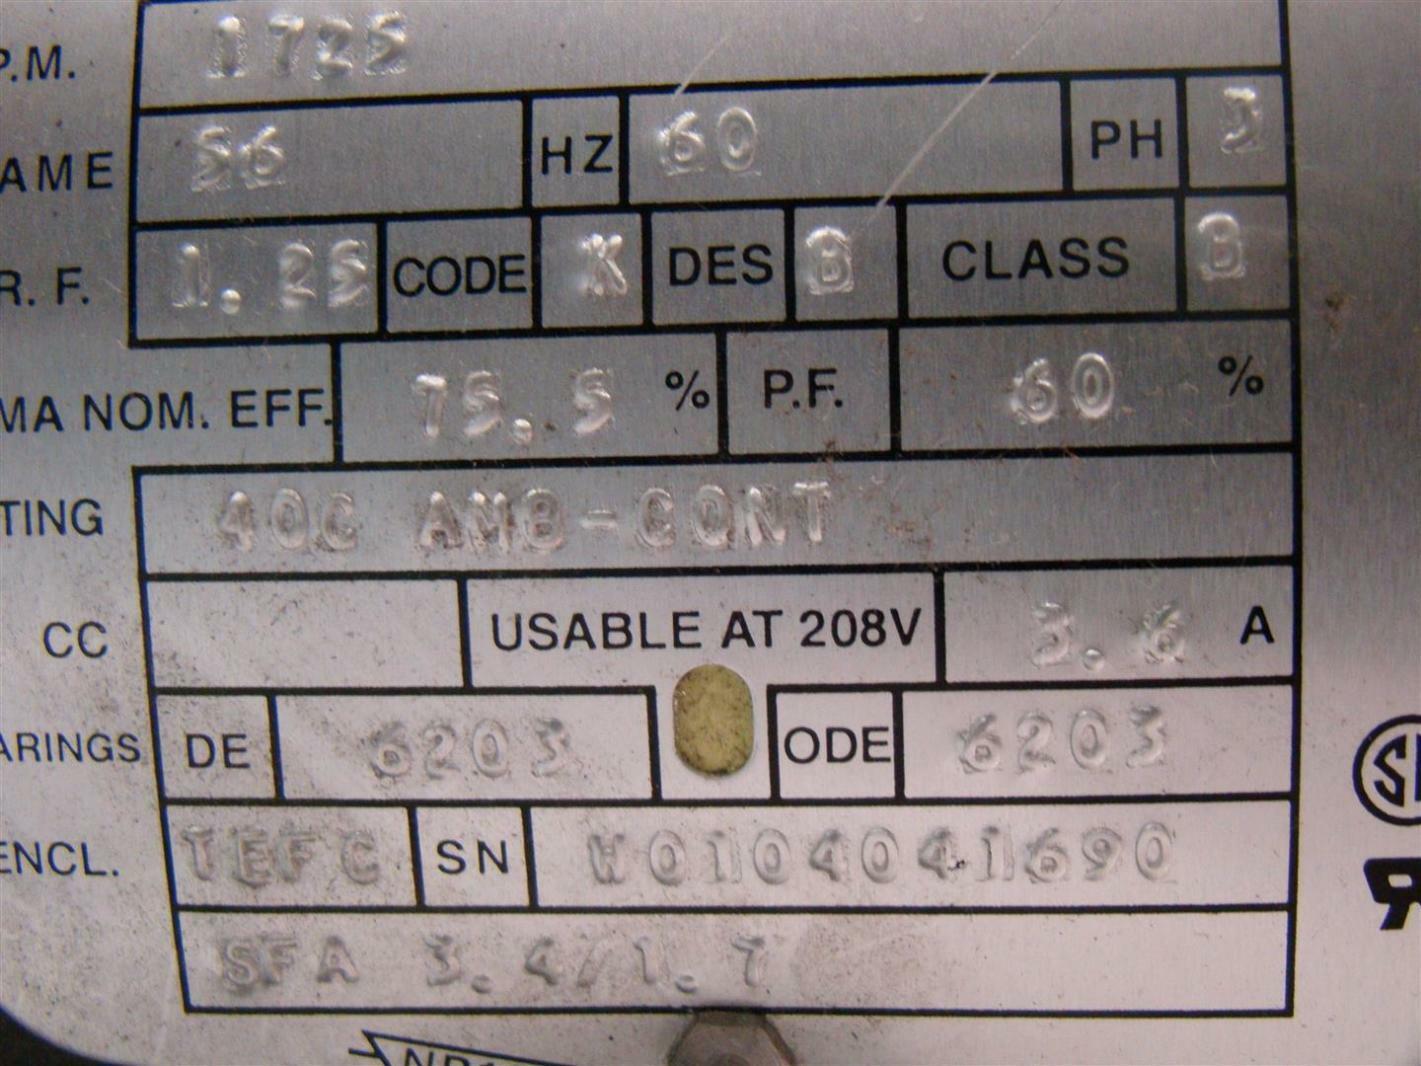 P.M. 1725
AME 56 HZ 60 PH 3
R. F. 1.25 CODE K DES B CLASS B
MA NOM. EFF. 75.5 % P.F. 60 %
TING 40C AMB-CONT
CC USABLE AT 208V 3.6 A
ARINGS DE 6203 ODE 6203
ENCL. TEFC SN W0104041690
SFA 3.4/1.7